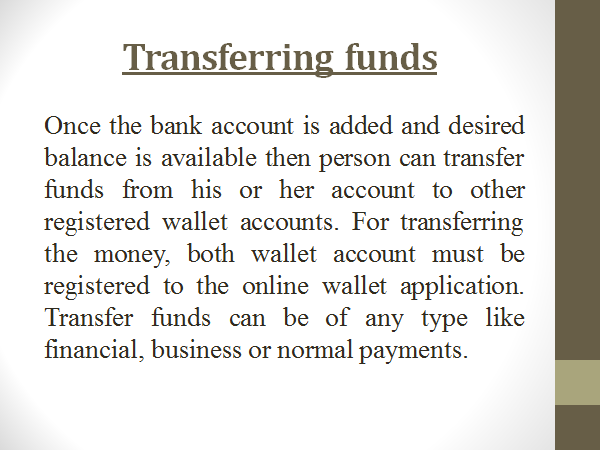 Transferring funds
Once the bank account is added and desired
balance is available then person can transfer
funds from his or her account to other
registered wallet accounts. For transferring
the money, both wallet account must be
registered to the online wallet application.
Transfer funds can be of any type like
financial, business or normal payments.